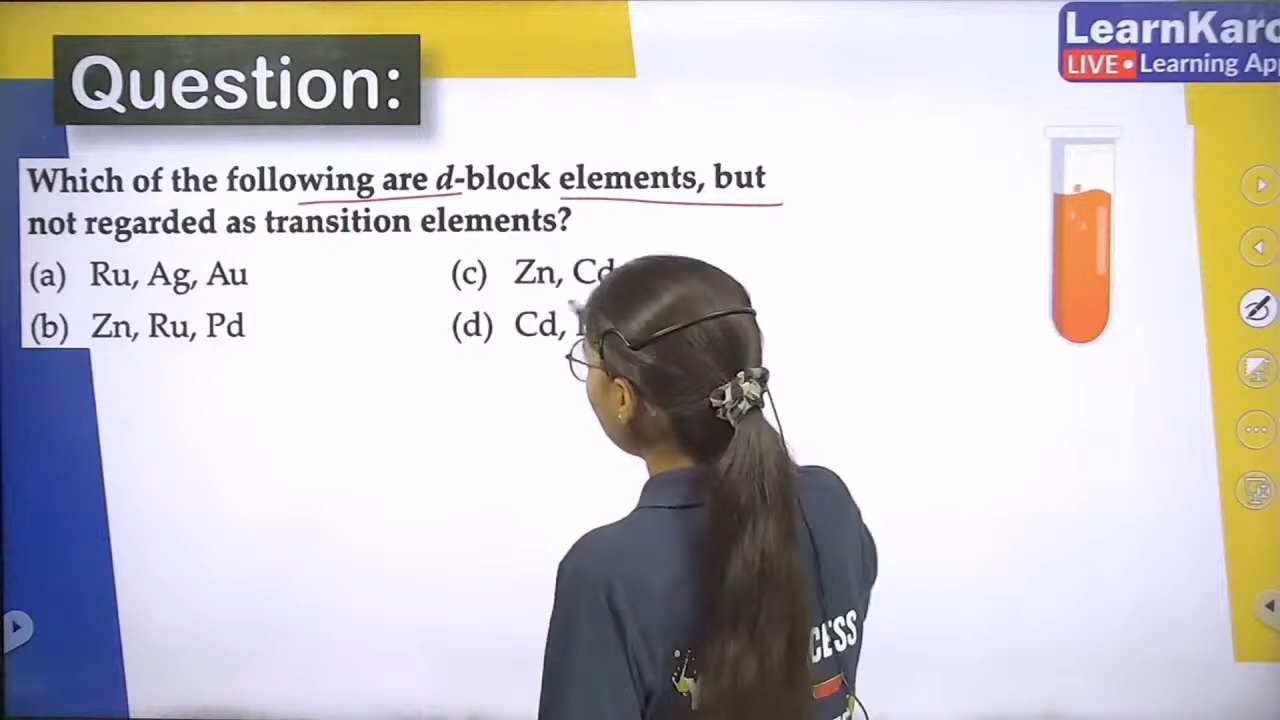 Question:
LearnKaro
LIVE • Learning App
Which of the following are d-block elements, but
not regarded as transition elements?
(a) Ru, Ag, Au
(c) Zn, Cd
(b) Zn, Ru, Pd
(d) Cd,
CESS